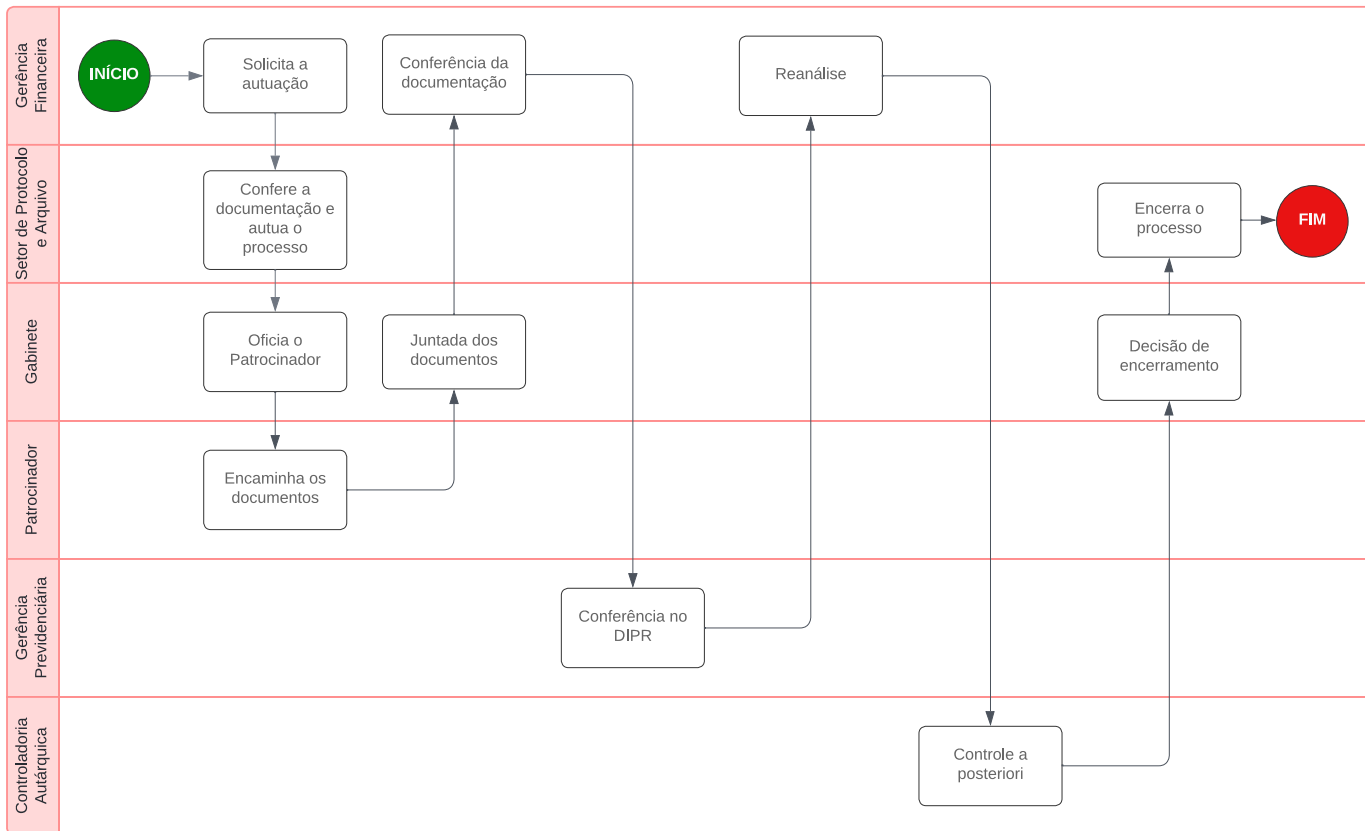 Gerência
Financeira
INÍCIO
Solicita a
autuação
Conferência da
documentação
Reanálise
Setor de Protocolo
e Arquivo
Confere a
documentação e
autua o
processo
Encerra o
processo
FIM
Gabinete
Oficia o
Patrocinador
Juntada dos
documentos
Decisão de
encerramento
Patrocinador
Encaminha os
documentos
Gerência
Previdenciária
Conferência no
DIPR
Controladoria
Autárquica
Controle a
posteriori